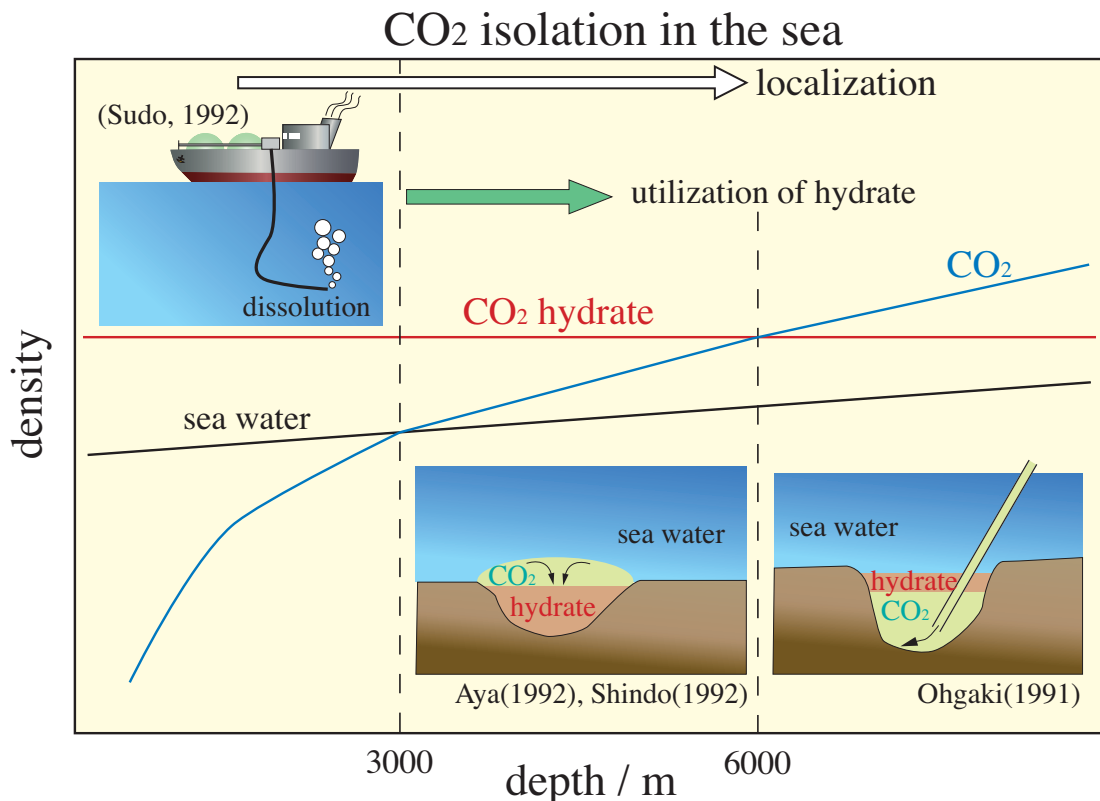 CO2 isolation in the sea
localization
(Sudo, 1992)
utilization of hydrate
dissolution
CO2
CO2 hydrate
sea water
density
sea water
CO2
hydrate
Aya(1992), Shindo(1992)
sea water
hydrate
CO2
Ohgaki(1991)
3000
6000
depth / m